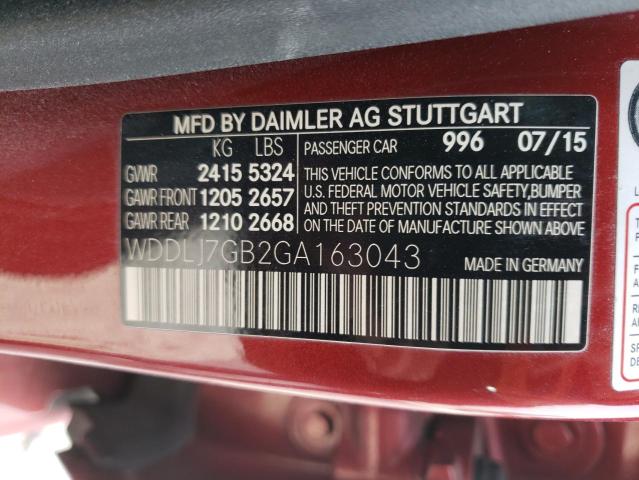 MFD BY DAIMLER AG STUTTGART
KG LBS
GVWR 2415 5324
GAWR FRONT 1205 2657
GAWR REAR 1210 2668
PASSENGER CAR 996 07/15
THIS VEHICLE CONFORMS TO ALL APPLICABLE
U.S. FEDERAL MOTOR VEHICLE SAFETY,BUMPER
AND THEFT PREVENTION STANDARDS IN EFFECT
ON THE DATE OF MANUFACTURE SHOWN ABOVE
WDDLJ7GB2GA163043
MADE IN GERMANY